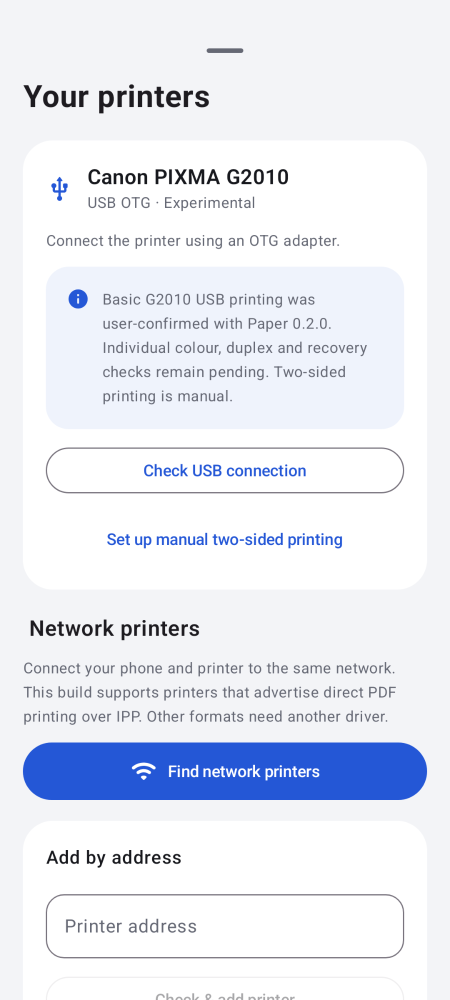 Your printers
Canon PIXMA G2010
USB OTG · Experimental
Connect the printer using an OTG adapter.
Basic G2010 USB printing was
user-confirmed with Paper 0.2.0.
Individual colour, duplex and recovery
checks remain pending. Two-sided
printing is manual.
Check USB connection
Set up manual two-sided printing
Network printers
Connect your phone and printer to the same network.
This build supports printers that advertise direct PDF
printing over IPP. Other formats need another driver.
Find network printers
Add by address
Printer address
Check & add printer